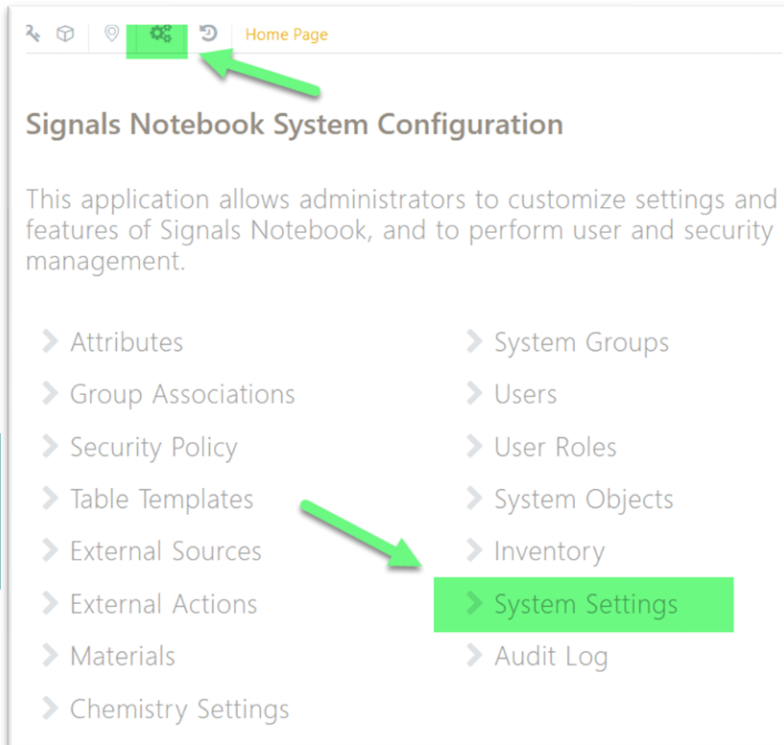 Home Page
Signals Notebook System Configuration
This application allows administrators to customize settings and
features of Signals Notebook, and to perform user and security
management.
Attributes
Group Associations
Security Policy
Table Templates
External Sources
External Actions
Materials
Chemistry Settings
System Groups
Users
User Roles
System Objects
Inventory
System Settings
Audit Log